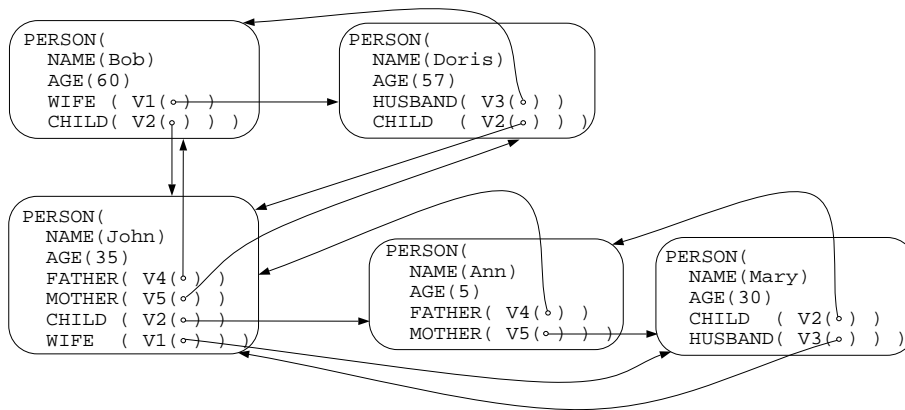 PERSON(
NAME(Bob)
AGE(60)
WIFE ( V1( ) )
CHILD( V2( ) ) )
PERSON(
NAME(Doris)
AGE(57)
HUSBAND( V3( ) )
CHILD ( V2( ) ) )
PERSON(
NAME(John)
AGE(35)
FATHER( V4( ) )
MOTHER( V5( ) )
CHILD ( V2( ) )
WIFE ( V1( ) ) )
PERSON(
NAME(Ann)
AGE(5)
FATHER( V4( ) )
MOTHER( V5( ) ) )
PERSON(
NAME(Mary)
AGE(30)
CHILD ( V2( ) )
HUSBAND( V3( ) ) )